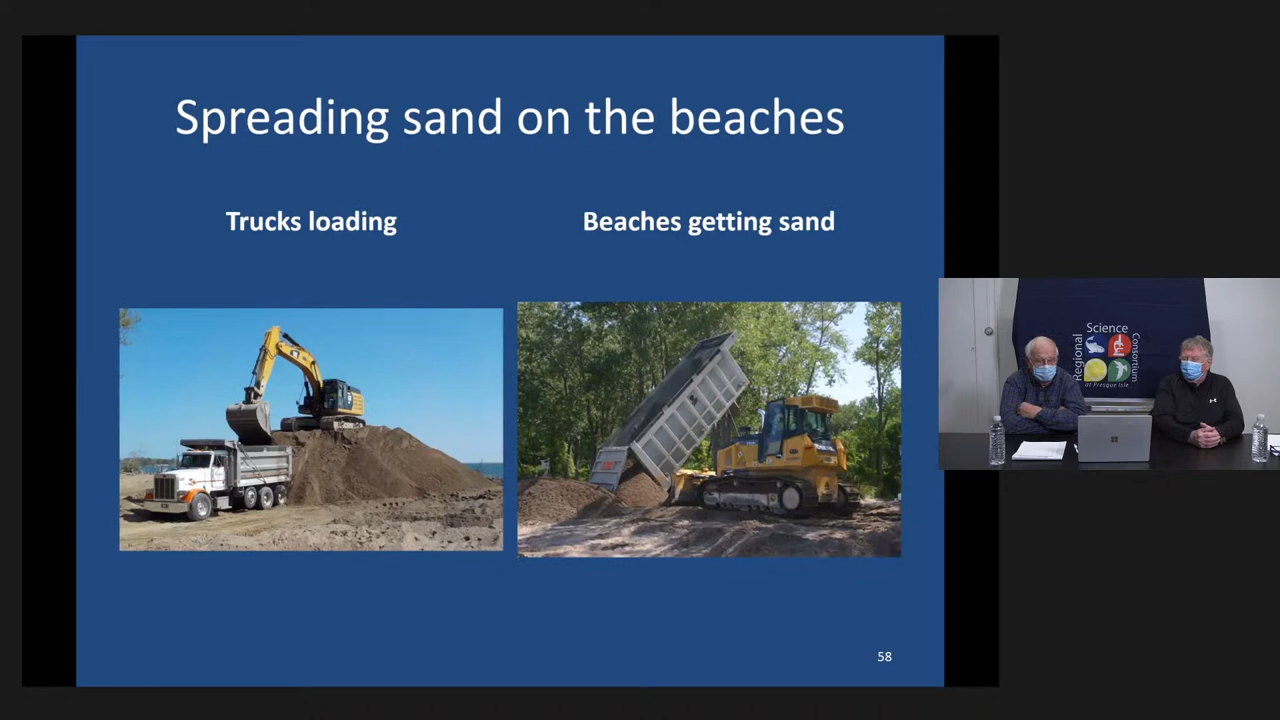 Spreading sand on the beaches
Trucks loading
Beaches getting sand
58
Regional
Science
Consortium
at Presque Isle